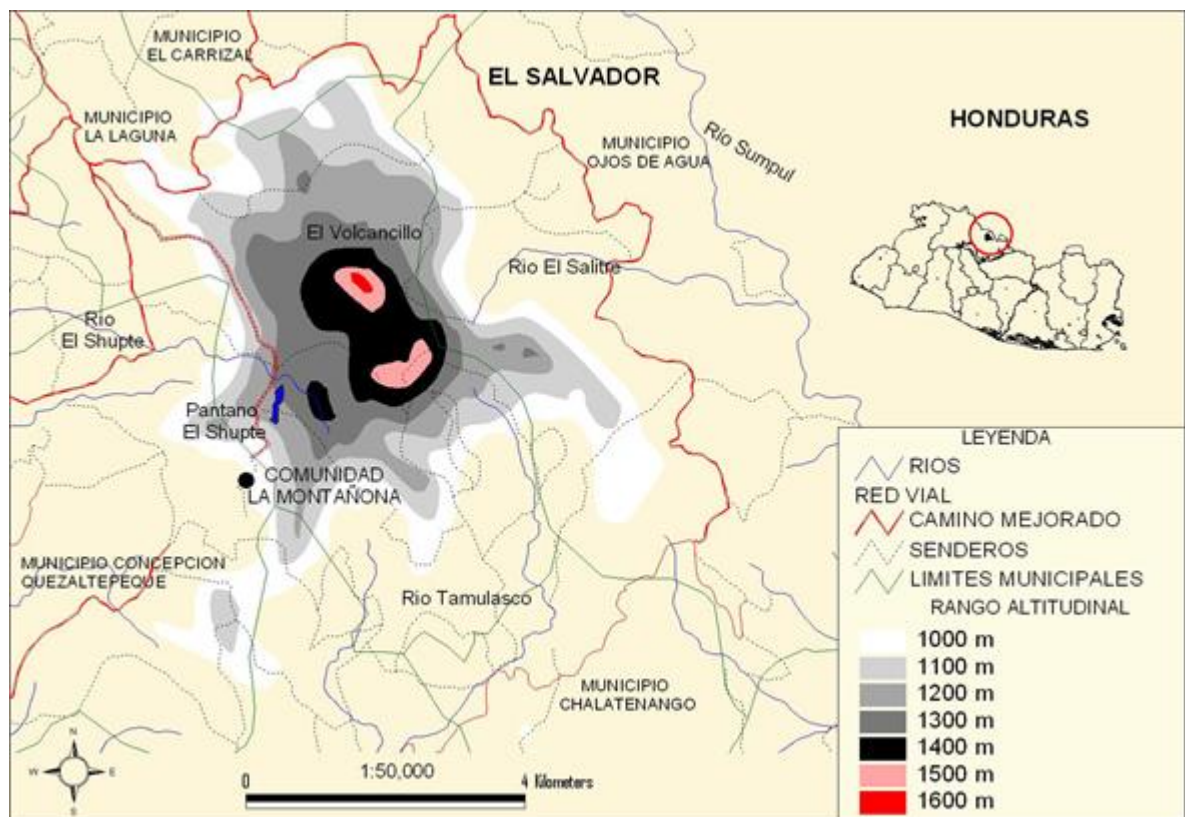 MUNICIPIO
EL CARRIZAL
EL SALVADOR
HONDURAS
MUNICIPIO
LA LAGUNA
MUNICIPIO
OJOS DE AGUA
Río Sumpul
El Volcancillo
Rio El Salitre
Rio
El Shupte
Pantano
El Shupte
COMUNIDAD
LA MONTAÑONA
MUNICIPIO CONCEPCION
QUEZALTEPEQUE
Rio Tamulasco
MUNICIPIO
CHALATENANGO
LEYENDA
RIOS
RED VIAL
CAMINO MEJORADO
SENDEROS
LIMITES MUNICIPALES
RANGO ALTITUDINAL
1000 m
1100 m
1200 m
1300 m
1400 m
1500 m
1600 m
N
W E
S
1:50,000
0 4 Kilometers